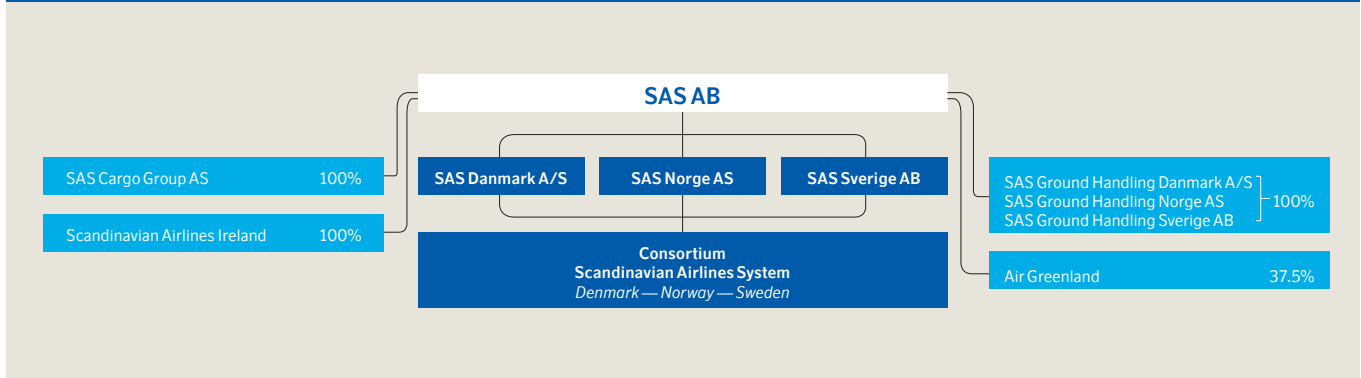 SAS AB
SAS Cargo Group AS 100%
Scandinavian Airlines Ireland 100%
SAS Danmark A/S
SAS Norge AS
SAS Sverige AB
Consortium
Scandinavian Airlines System
Denmark — Norway — Sweden
SAS Ground Handling Danmark A/S
SAS Ground Handling Norge AS 100%
SAS Ground Handling Sverige AB
Air Greenland 37.5%